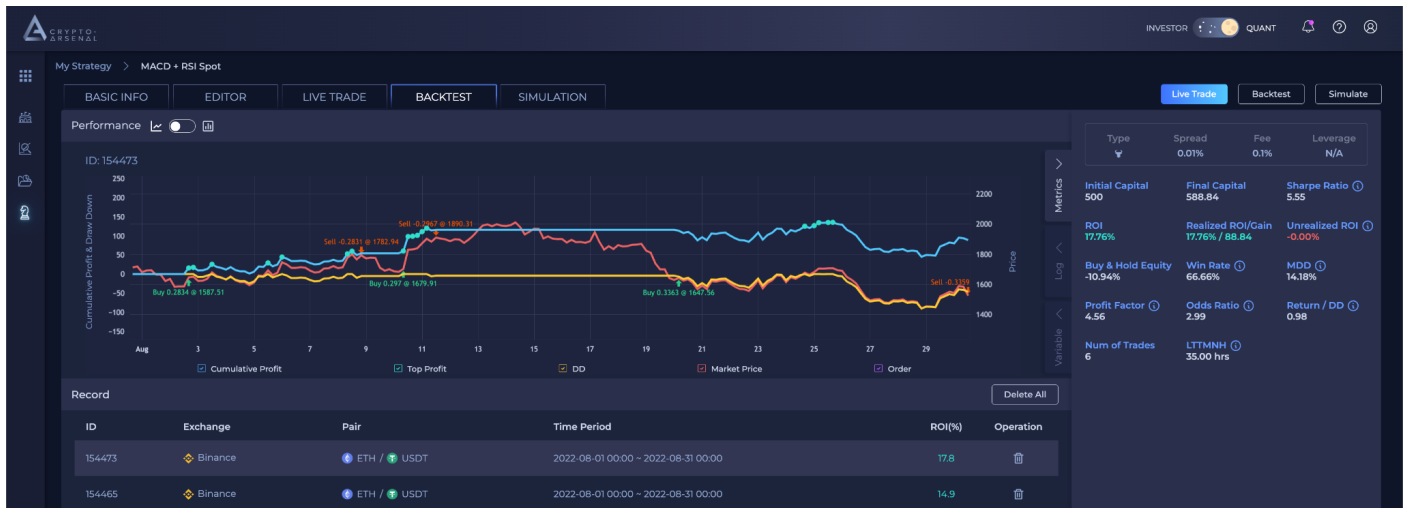 CRYPTO-
ARSENAL
INVESTOR QUANT
My Strategy > MACD + RSI Spot
BASIC INFO EDITOR LIVE TRADE BACKTEST SIMULATION
Live Trade Backtest Simulate
Performance
ID: 154473
Cumulative Profit & Draw Down
250
200
150
100
50
0
-50
-100
-150
Buy 0.2834 @ 1587.51
Sell -0.2831 @ 1782.94
Buy 0.297 @ 1679.91
Sell -0.2967 @ 1890.31
Buy 0.3363 @ 1647.56
Sell -0.3359
2200
2000
1800
1600
1400
Price
Aug 3 5 7 9 11 13 15 17 19 21 23 25 27 29
Cumulative Profit Top Profit DD Market Price Order
Metrics
Log
Variable
Type Spread Fee Leverage
0.01% 0.1% N/A
Initial Capital Final Capital Sharpe Ratio
500 588.84 5.55
ROI Realized ROI/Gain Unrealized ROI
17.76% 17.76% / 88.84 -0.00%
Buy & Hold Equity Win Rate MDD
-10.94% 66.66% 14.18%
Profit Factor Odds Ratio Return / DD
4.56 2.99 0.98
Num of Trades LTTMNH
6 35.00 hrs
Record Delete All
ID Exchange Pair Time Period ROI(%) Operation
154473 Binance ETH / USDT 2022-08-01 00:00 ~ 2022-08-31 00:00 17.8
154465 Binance ETH / USDT 2022-08-01 00:00 ~ 2022-08-31 00:00 14.9